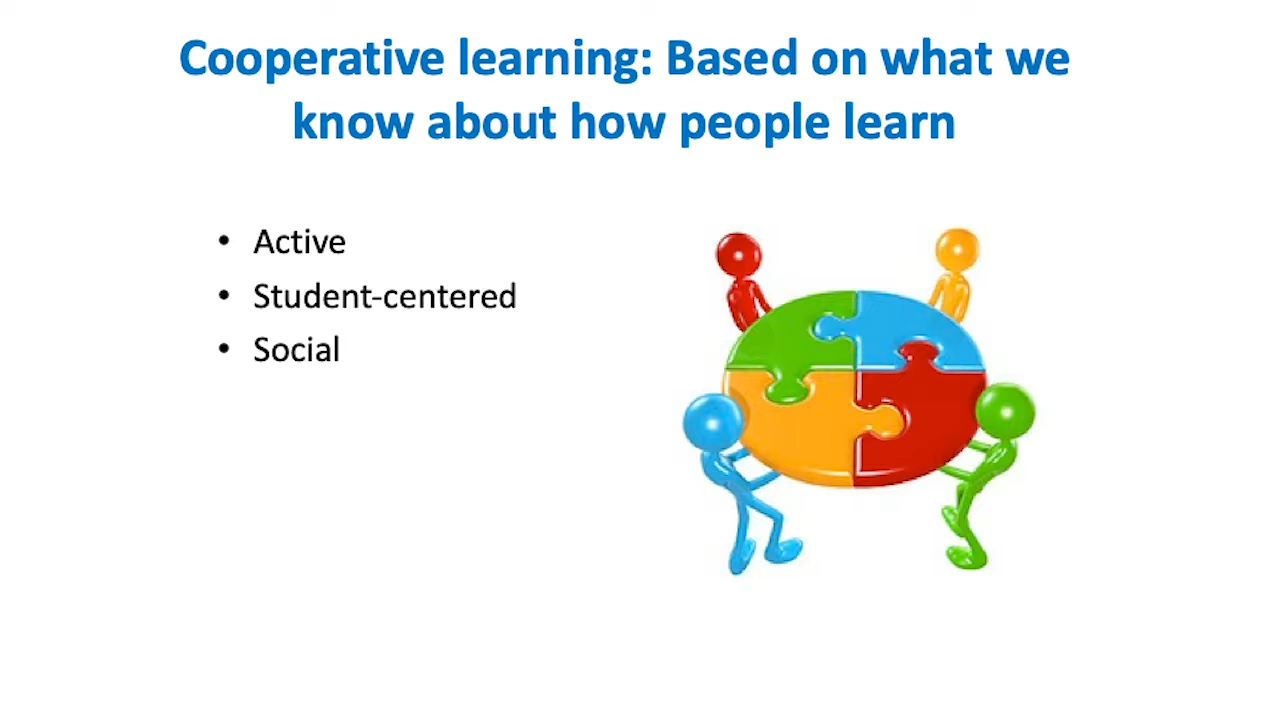 Cooperative learning: Based on what we
know about how people learn
• Active
• Student-centered
• Social